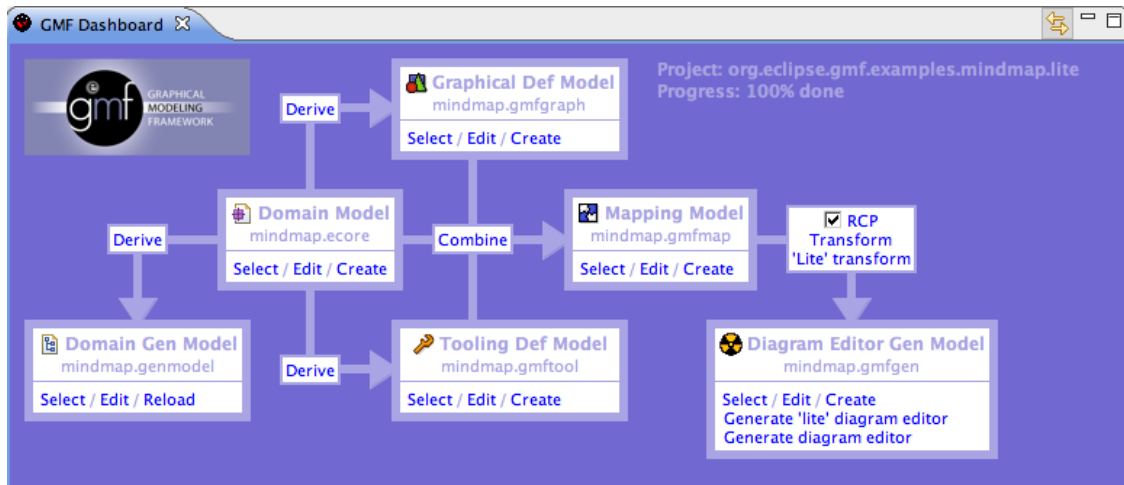 GMF Dashboard
gmf
GRAPHICAL
MODELING
FRAMEWORK
Project: org.eclipse.gmf.examples.mindmap.lite
Progress: 100% done
Derive
Graphical Def Model
mindmap.gmfgraph
Select / Edit / Create
Derive
Domain Model
mindmap.ecore
Select / Edit / Create
Combine
Mapping Model
mindmap.gmfmap
Select / Edit / Create
RCP
Transform
'Lite' transform
Domain Gen Model
mindmap.genmodel
Select / Edit / Reload
Derive
Tooling Def Model
mindmap.gmftool
Select / Edit / Create
Diagram Editor Gen Model
mindmap.gmfgen
Select / Edit / Create
Generate 'lite' diagram editor
Generate diagram editor